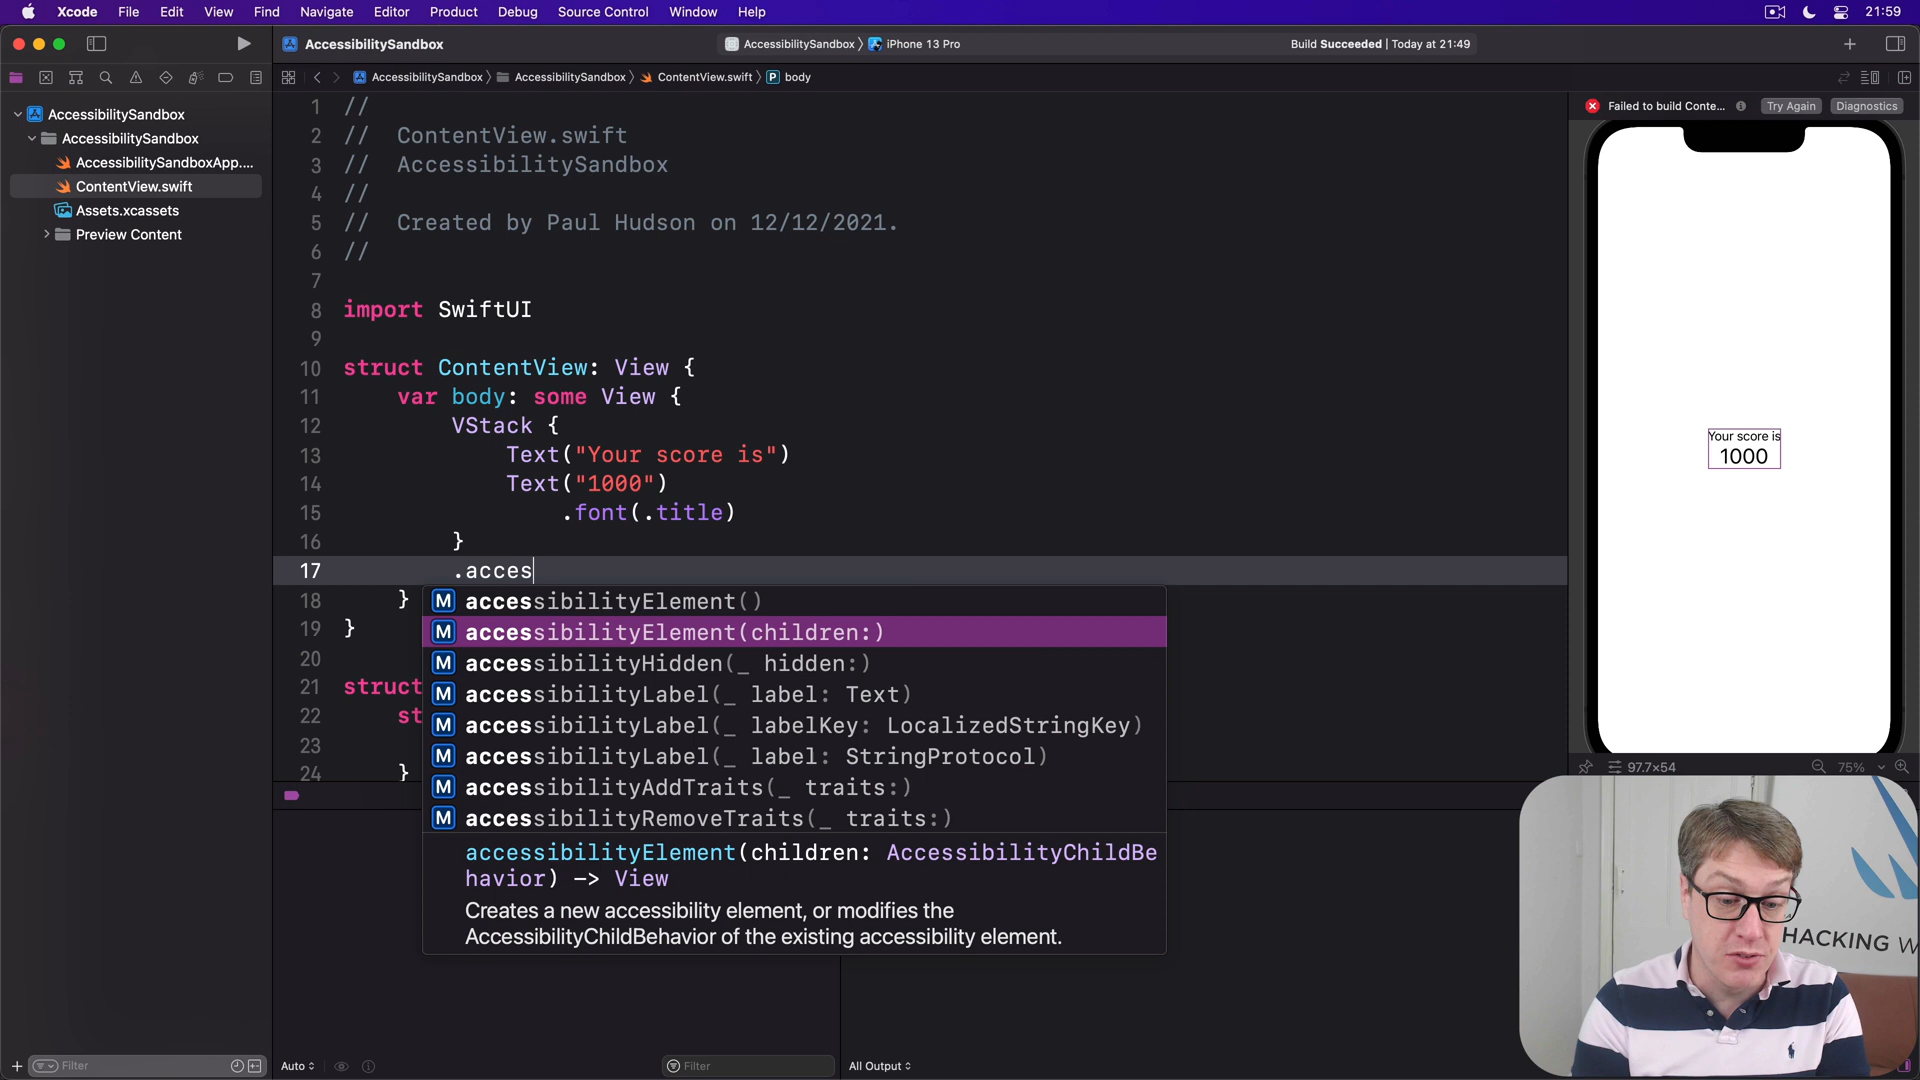 Xcode File Edit View Find Navigate Editor Product Debug Source Control Window Help 21:59
AccessibilitySandbox AccessibilitySandbox iPhone 13 Pro Build Succeeded | Today at 21:49
AccessibilitySandbox AccessibilitySandbox ContentView.swift P body
AccessibilitySandbox
AccessibilitySandbox
AccessibilitySandboxApp....
ContentView.swift
Assets.xcassets
Preview Content
1 //
2 // ContentView.swift
3 // AccessibilitySandbox
4 //
5 // Created by Paul Hudson on 12/12/2021.
6 //
7
8 import SwiftUI
9
10 struct ContentView: View {
11 var body: some View {
12 VStack {
13 Text("Your score is")
14 Text("1000")
15 .font(.title)
16 }
17 .acces
18 }
19 }
20
21 struct
22 st
23
24 }
M accessibilityElement()
M accessibilityElement(children:)
M accessibilityHidden(_ hidden:)
M accessibilityLabel(_ label: Text)
M accessibilityLabel(_ labelKey: LocalizedStringKey)
M accessibilityLabel(_ label: StringProtocol)
M accessibilityAddTraits(_ traits:)
M accessibilityRemoveTraits(_ traits:)
accessibilityElement(children: AccessibilityChildBe
havior) -> View
Creates a new accessibility element, or modifies the
AccessibilityChildBehavior of the existing accessibility element.
Failed to build Conte... Try Again Diagnostics
Your score is
1000
97.7×54 75%
HACKING W
Filter
Auto
Filter
All Output